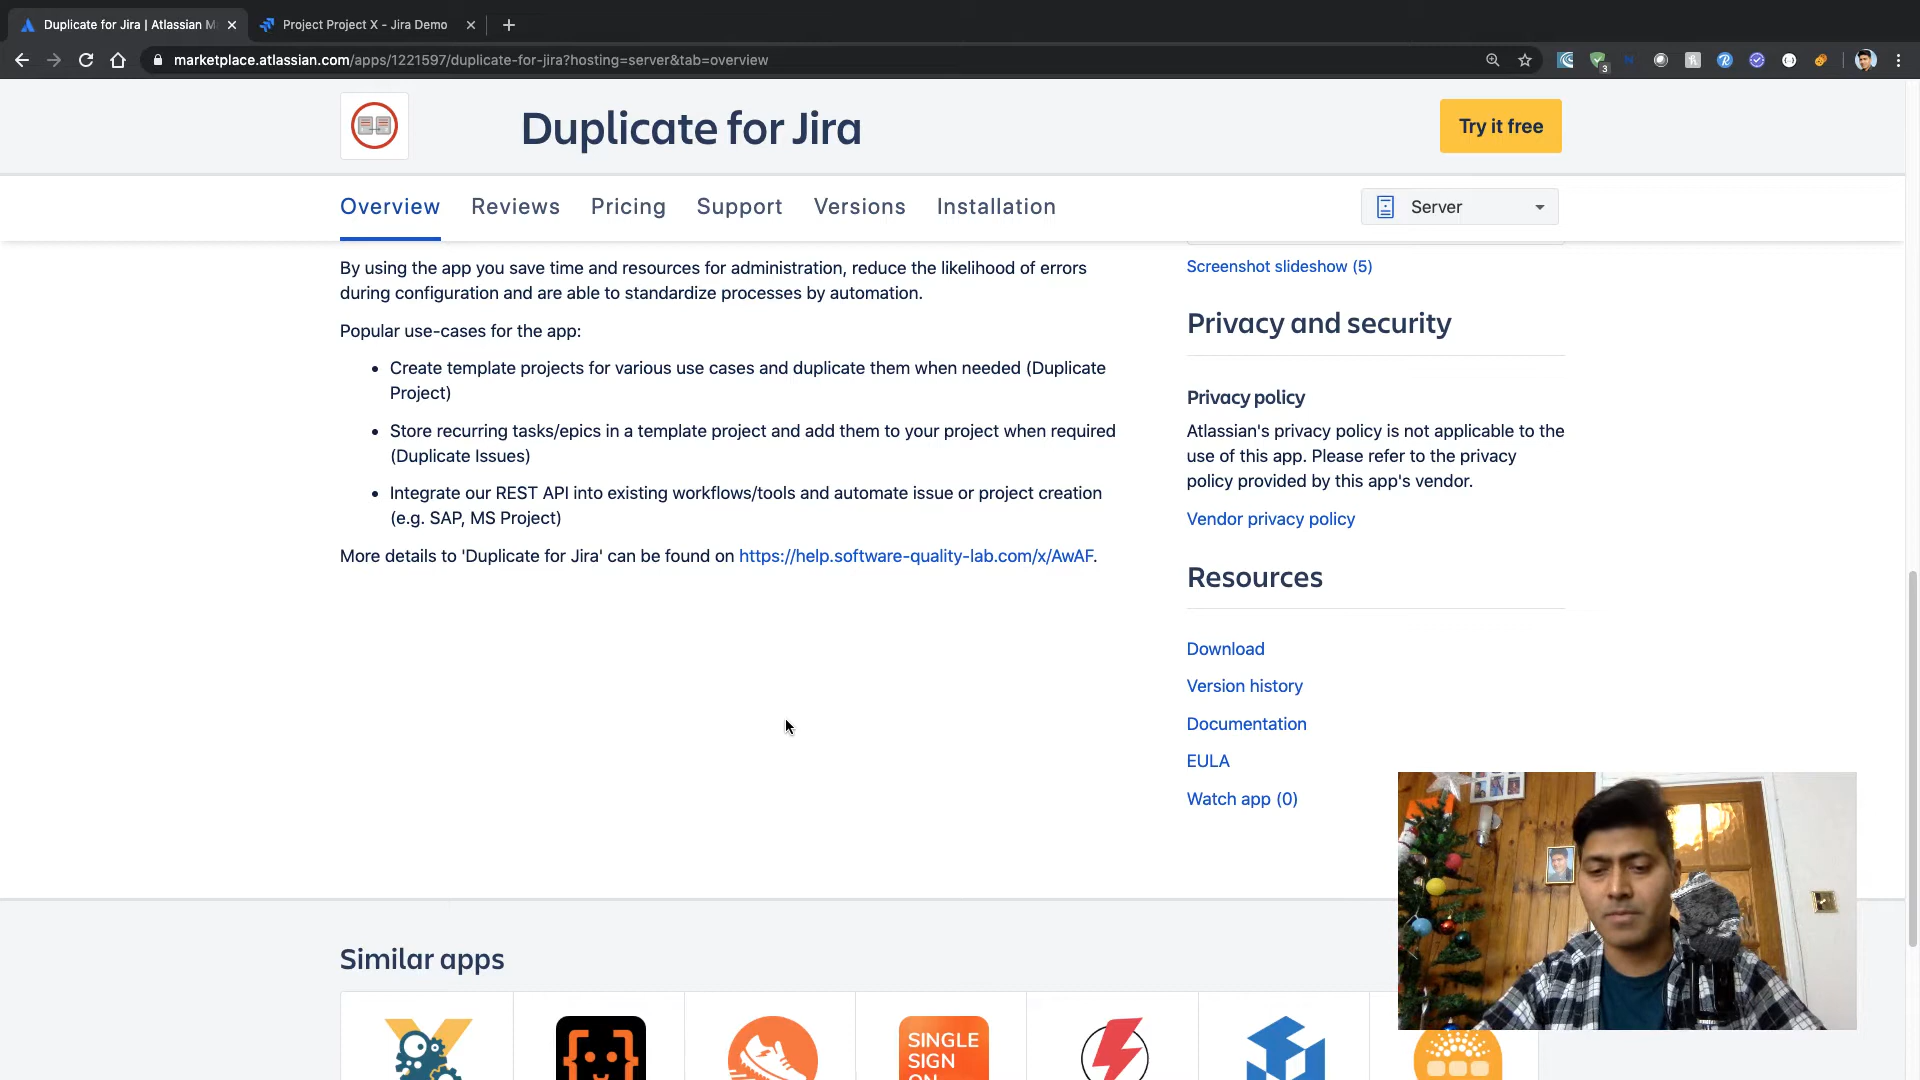 Duplicate for Jira | Atlassian M
Project Project X - Jira Demo
marketplace.atlassian.com/apps/1221597/duplicate-for-jira?hosting=server&tab=overview
3
Duplicate for Jira
Try it free
Overview Reviews Pricing Support Versions Installation
Server
By using the app you save time and resources for administration, reduce the likelihood of errors
during configuration and are able to standardize processes by automation.
Popular use-cases for the app:
• Create template projects for various use cases and duplicate them when needed (Duplicate
Project)
• Store recurring tasks/epics in a template project and add them to your project when required
(Duplicate Issues)
• Integrate our REST API into existing workflows/tools and automate issue or project creation
(e.g. SAP, MS Project)
More details to 'Duplicate for Jira' can be found on https://help.software-quality-lab.com/x/AwAF.
Screenshot slideshow (5)
Privacy and security
Privacy policy
Atlassian's privacy policy is not applicable to the
use of this app. Please refer to the privacy
policy provided by this app's vendor.
Vendor privacy policy
Resources
Download
Version history
Documentation
EULA
Watch app (0)
Similar apps
SINGLE
SIGN